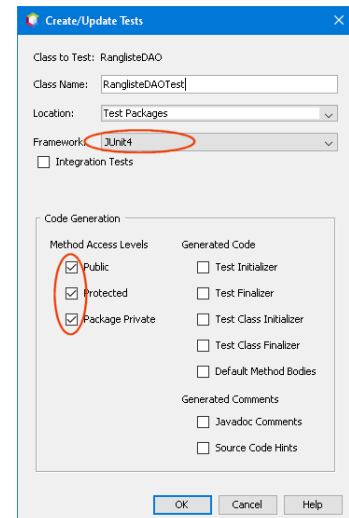 Create/Update Tests
Class to Test: RanglisteDAO
Class Name: RanglisteDAOTest
Location: Test Packages
Framework: JUnit4
Integration Tests
Code Generation
Method Access Levels Generated Code
Public Test Initializer
Protected Test Finalizer
Package Private Test Class Initializer
Test Class Finalizer
Default Method Bodies
Generated Comments
Javadoc Comments
Source Code Hints
OK Cancel Help